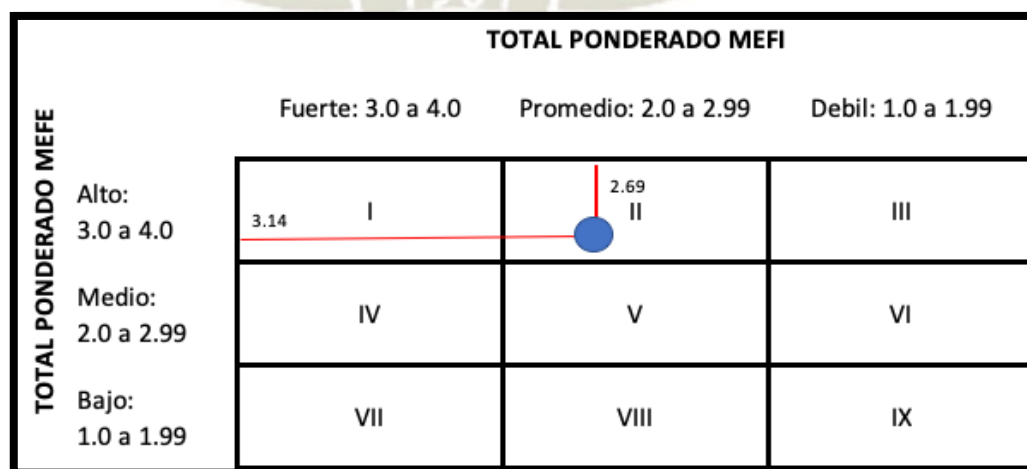 TOTAL PONDERADO MEFI
TOTAL PONDERADO MEFE
Fuerte: 3.0 a 4.0
Promedio: 2.0 a 2.99
Debil: 1.0 a 1.99
Alto:
3.0 a 4.0
3.14
I
2.69
II
III
Medio:
2.0 a 2.99
IV
V
VI
Bajo:
1.0 a 1.99
VII
VIII
IX